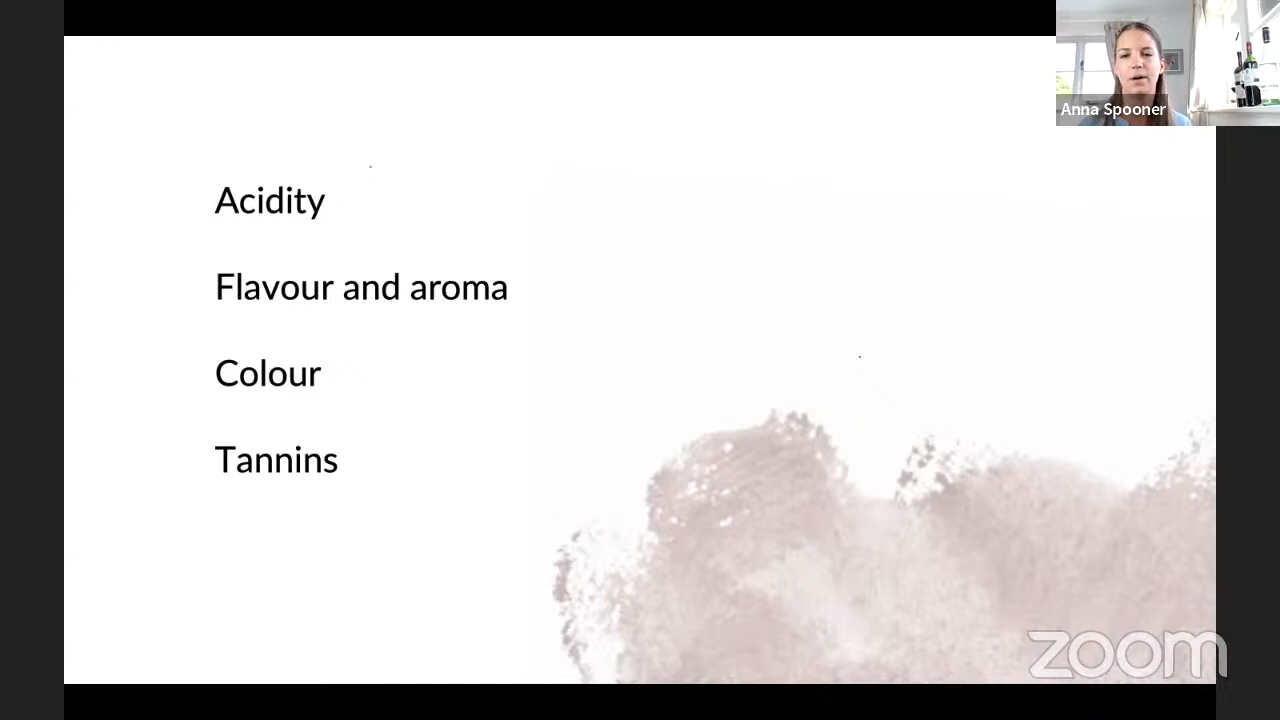 Anna Spooner
Acidity
Flavour and aroma
Colour
Tannins
zoom